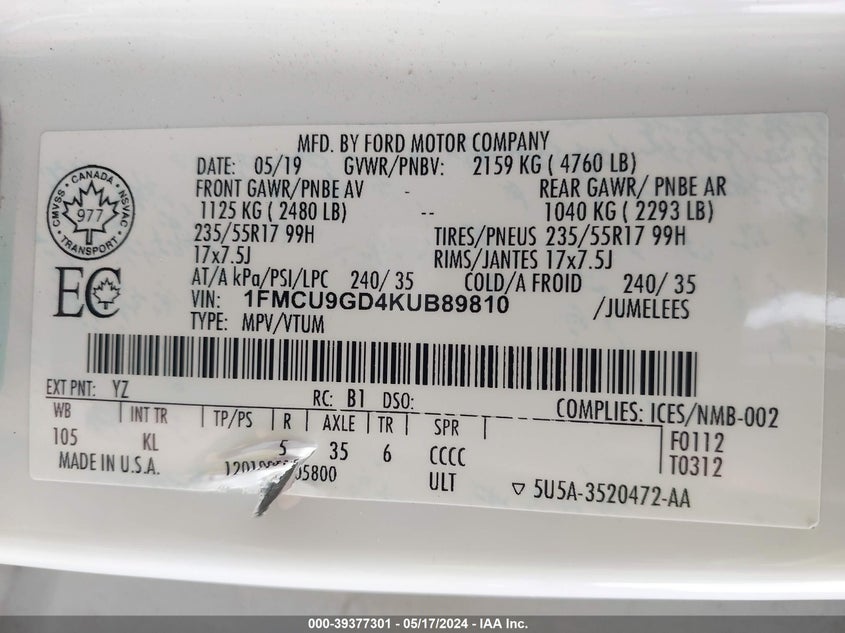 MFD. BY FORD MOTOR COMPANY
DATE: 05/19 GVWR/PNBV: 2159 KG ( 4760 LB)
FRONT GAWR/PNBE AV - REAR GAWR/ PNBE AR
1125 KG ( 2480 LB) -- 1040 KG ( 2293 LB)
235/55R17 99H TIRES/PNEUS 235/55R17 99H
17x7.5J RIMS/JANTES 17x7.5J
AT/A kPa/PSI/LPC 240/ 35 COLD/A FROID 240/ 35
VIN: 1FMCU9GD4KUB89810 /JUMELEES
TYPE: MPV/VTUM
CMVSS • CANADA • NSVAC • TRANSPORT
977
EC
EXT PNT: YZ RC: B1 DSO:
COMPLIES: ICES/NMB-002
WB INT TR TP/PS R AXLE TR SPR
105 KL 5 35 6 CCCC
F0112
T0312
MADE IN U.S.A. ULT
5U5A-3520472-AA
000-39377301 - 05/17/2024 - IAA Inc.